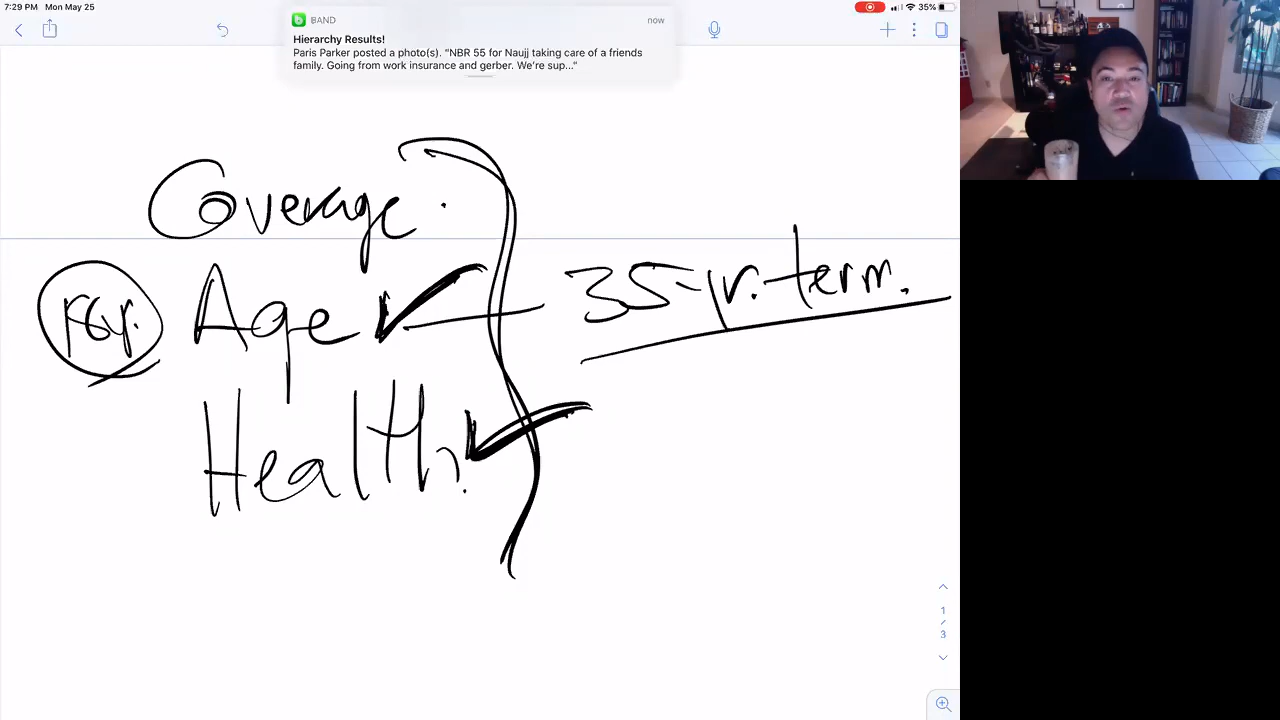 7:29 PM Mon May 25
35%
BAND
now
Hierarchy Results!
Paris Parker posted a photo(s). "NBR 55 for Naujj taking care of a friends
family. Going from work insurance and gerber. We're sup..."
Coverage.
Age
35-yr. term.
Health.
1
/
3